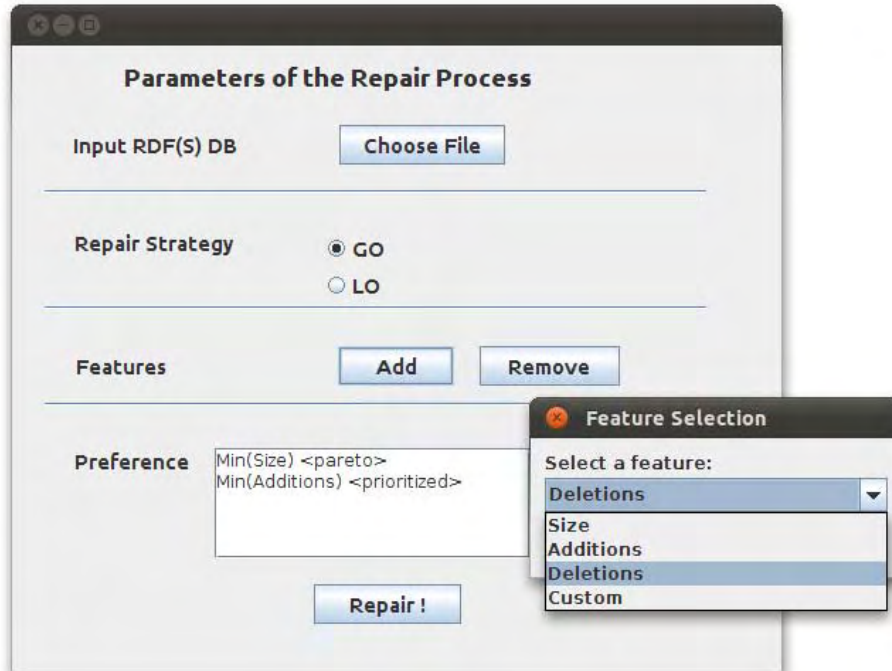 Parameters of the Repair Process
Input RDF(S) DB
Choose File
Repair Strategy
GO
LO
Features
Add
Remove
Preference
Min(Size) <pareto>
Min(Additions) <prioritized>
Repair !
Feature Selection
Select a feature:
Deletions
Size
Additions
Deletions
Custom